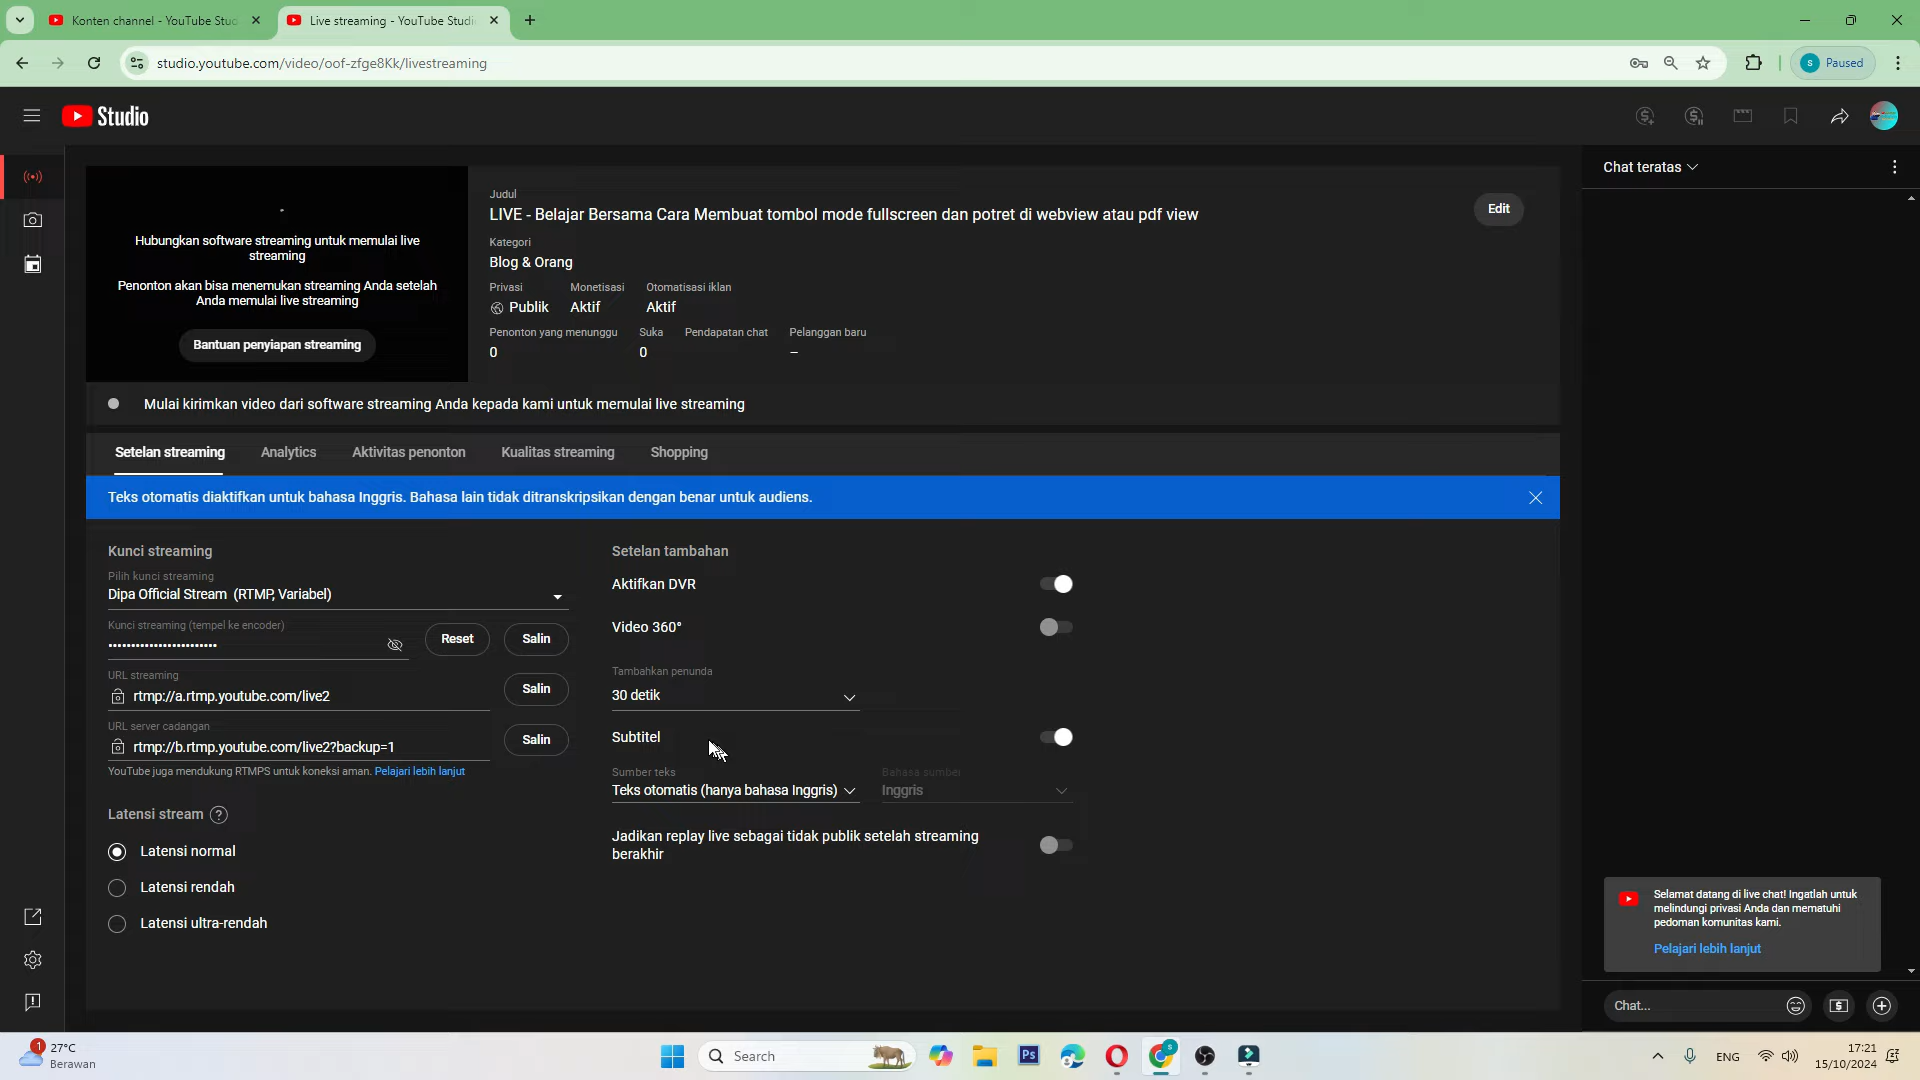 Konten channel - YouTube Stu
Live streaming - YouTube Studi
studio.youtube.com/video/oof-zfge8Kk/livestreaming
S
Paused
Studio
Chat teratas
Hubungkan software streaming untuk memulai live
streaming
Penonton akan bisa menemukan streaming Anda setelah
Anda memulai live streaming
Bantuan penyiapan streaming
Judul
LIVE - Belajar Bersama Cara Membuat tombol mode fullscreen dan potret di webview atau pdf view
Edit
Kategori
Blog & Orang
Privasi Monetisasi Otomatisasi iklan
Publik Aktif Aktif
Penonton yang menunggu Suka Pendapatan chat Pelanggan baru
0 0 –
Mulai kirimkan video dari software streaming Anda kepada kami untuk memulai live streaming
Setelan streaming Analytics Aktivitas penonton Kualitas streaming Shopping
Teks otomatis diaktifkan untuk bahasa Inggris. Bahasa lain tidak ditranskripsikan dengan benar untuk audiens.
Kunci streaming
Pilih kunci streaming
Dipa Official Stream (RTMP, Variabel)
Kunci streaming (tempel ke encoder)
Reset
Salin
URL streaming
rtmp://a.rtmp.youtube.com/live2
Salin
URL server cadangan
rtmp://b.rtmp.youtube.com/live2?backup=1
Salin
YouTube juga mendukung RTMPS untuk koneksi aman. Pelajari lebih lanjut
Latensi stream ?
Latensi normal
Latensi rendah
Latensi ultra-rendah
Setelan tambahan
Aktifkan DVR
Video 360°
Tambahkan penunda
30 detik
Subtitel
Sumber teks
Teks otomatis (hanya bahasa Inggris)
Bahasa sumber
Inggris
Jadikan replay live sebagai tidak publik setelah streaming
berakhir
Selamat datang di live chat! Ingatlah untuk
melindungi privasi Anda dan mematuhi
pedoman komunitas kami.
Pelajari lebih lanjut
Chat...
1
27°C
Berawan
Search
Ps
S
ENG
17:21
15/10/2024